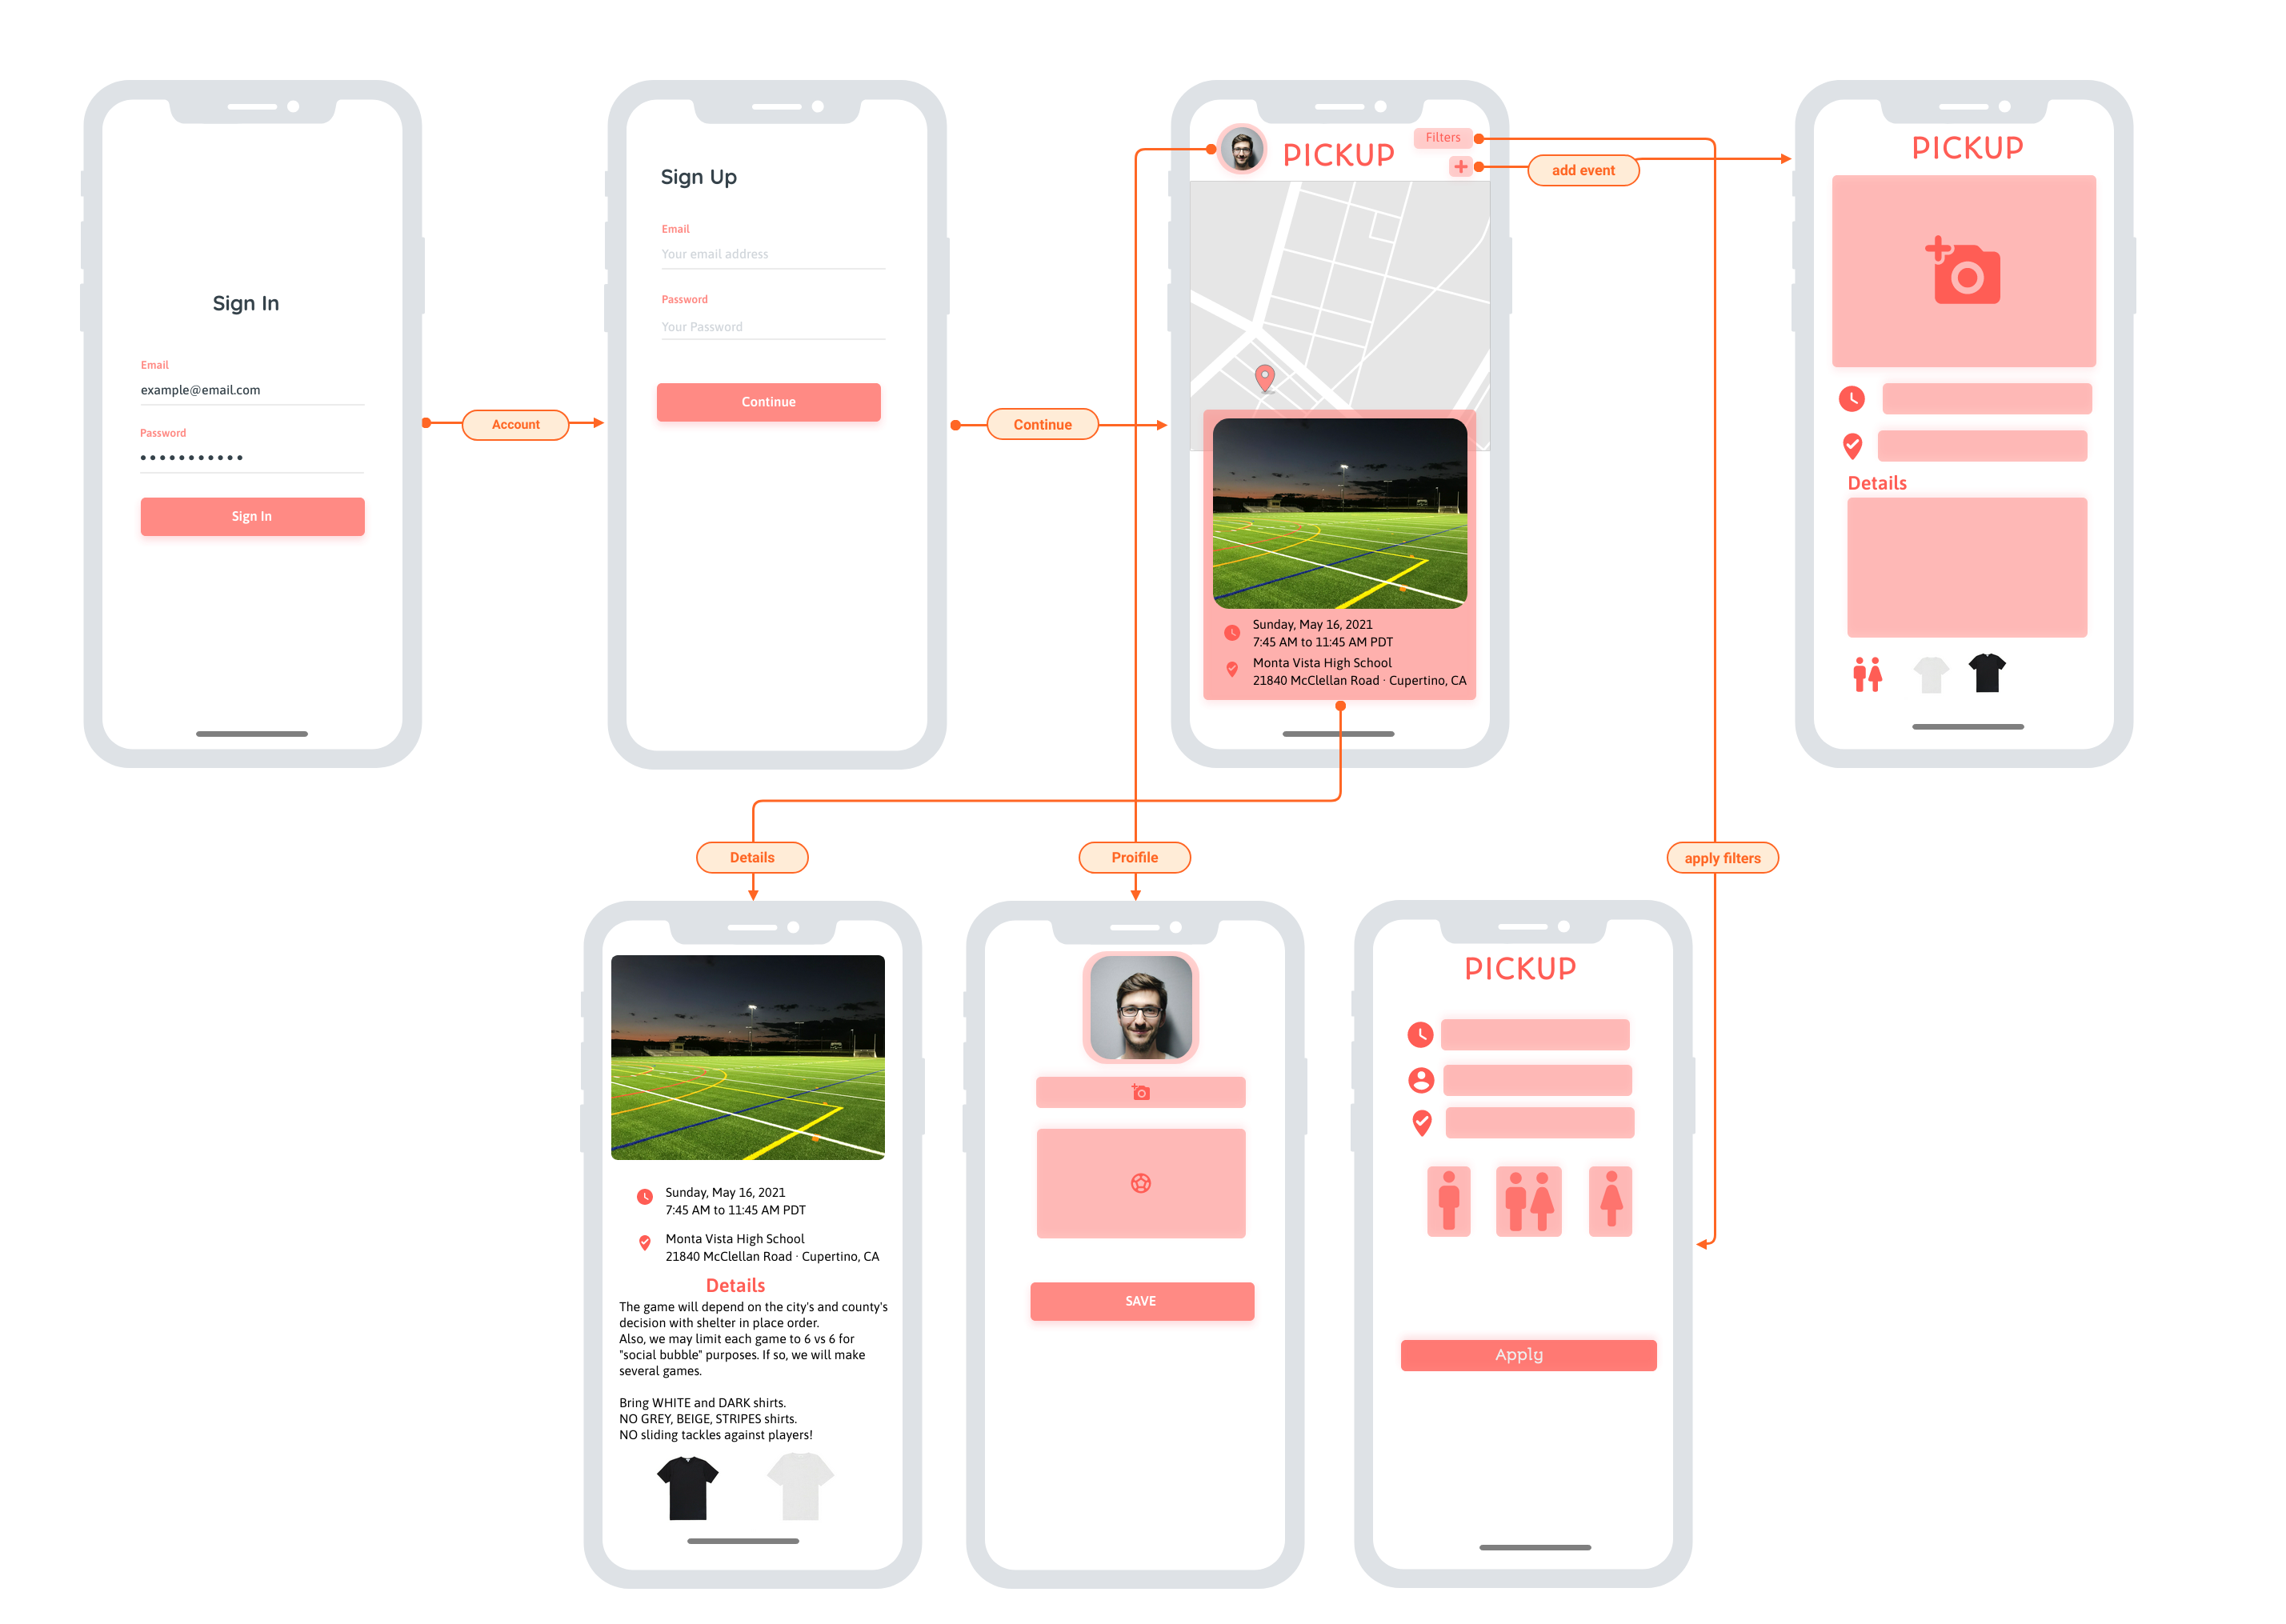 Sign In
Email
example@email.com
Password
Sign In
Account
Sign Up
Email
Your email address
Password
Your Password
Continue
Continue
PICKUP
Filters
Sunday, May 16, 2021
7:45 AM to 11:45 AM PDT
Monta Vista High School
21840 McClellan Road · Cupertino, CA
add event
PICKUP
Details
Details
Proifile
apply filters
Sunday, May 16, 2021
7:45 AM to 11:45 AM PDT
Monta Vista High School
21840 McClellan Road · Cupertino, CA
Details
The game will depend on the city's and county's
decision with shelter in place order.
Also, we may limit each game to 6 vs 6 for
"social bubble" purposes. If so, we will make
several games.
Bring WHITE and DARK shirts.
NO GREY, BEIGE, STRIPES shirts.
NO sliding tackles against players!
SAVE
PICKUP
Apply